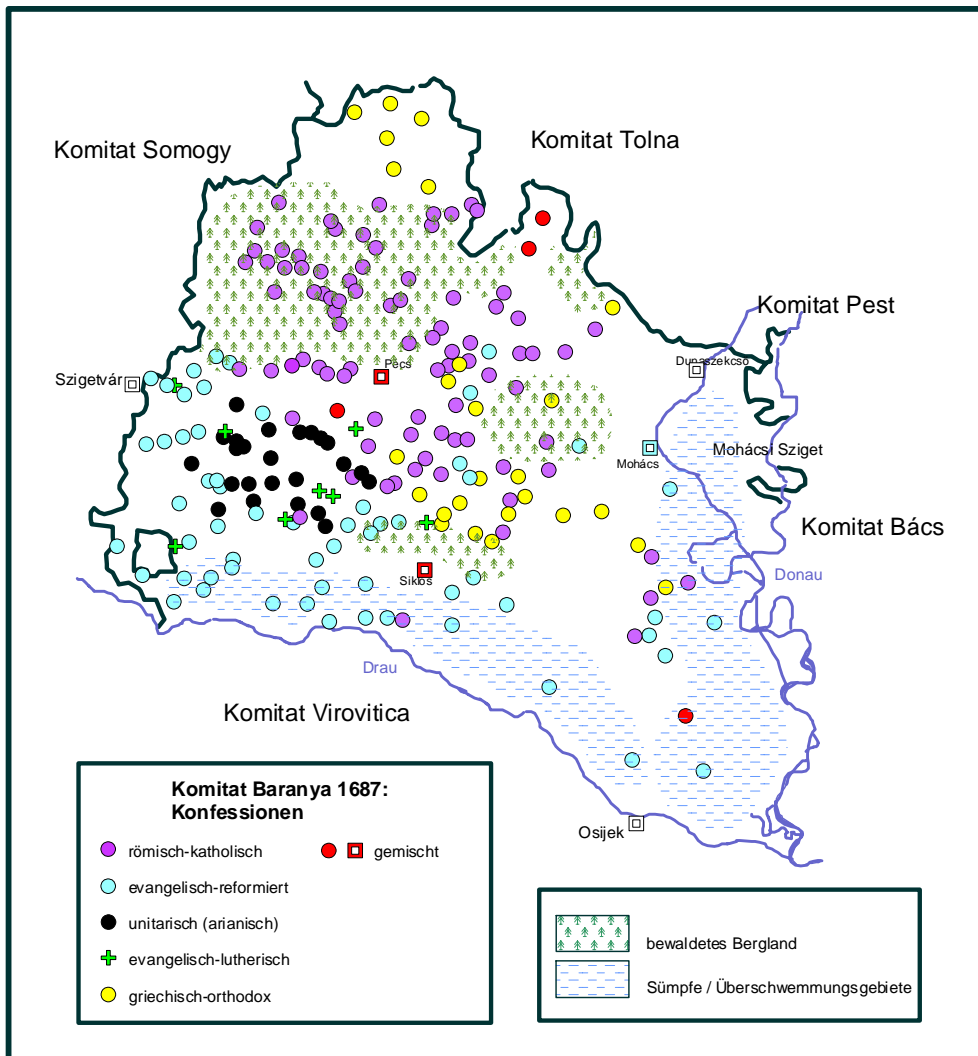 Komitat Somogy
Komitat Tolna
Komitat Pest
Pécs
Dunaszekcsö
Szigetvár
Mohács
Mohácsi Sziget
Komitat Bács
Siklós
Donau
Drau
Komitat Virovitica
Osijek
Komitat Baranya 1687:
Konfessionen
römisch-katholisch
gemischt
evangelisch-reformiert
unitarisch (arianisch)
evangelisch-lutherisch
griechisch-orthodox
bewaldetes Bergland
Sümpfe / Überschwemmungsgebiete